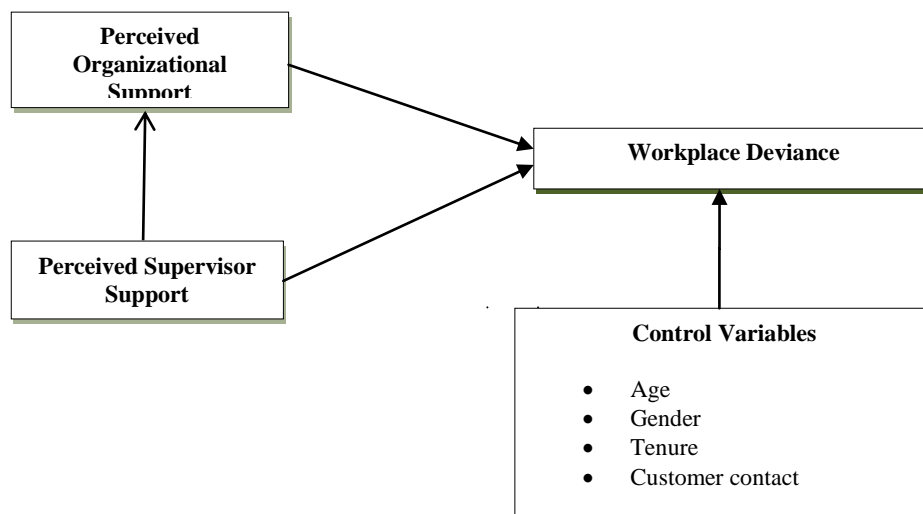 Perceived
Organizational
Support
Workplace Deviance
Perceived Supervisor
Support
Control Variables
• Age
• Gender
• Tenure
• Customer contact